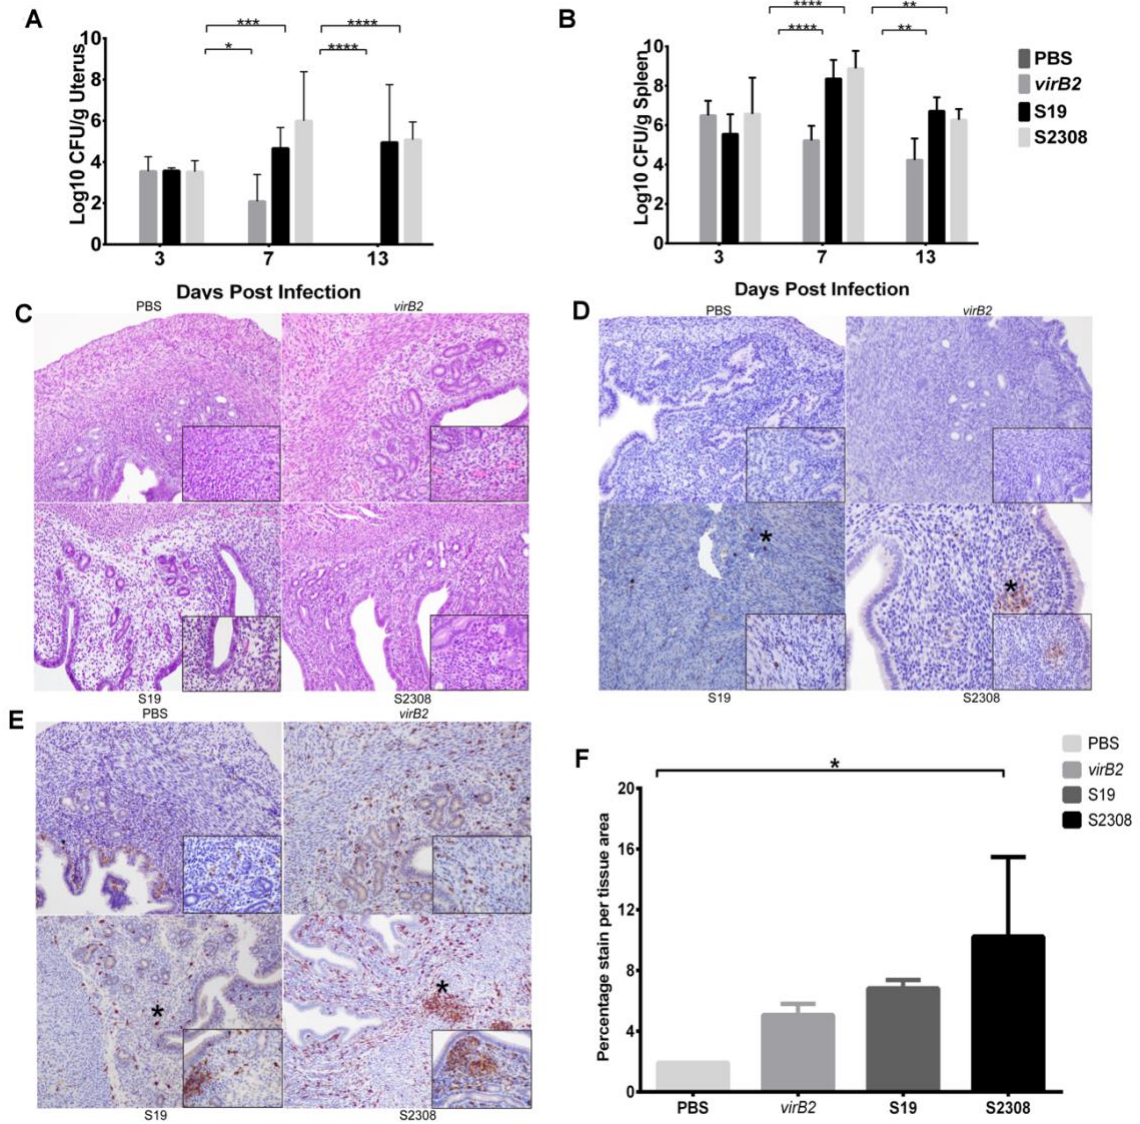 A
***
****
*
****
Log10 CFU/g Uterus
10
8
6
4
2
0
3
7
13
Days Post Infection
B
****
**
****
**
Log10 CFU/g Spleen
10
8
6
4
2
0
3
7
13
Days Post Infection
PBS
virB2
S19
S2308
C
PBS
virB2
S19
S2308
D
PBS
virB2
*
*
S19
S2308
E
PBS
virB2
*
*
S19
S2308
F
PBS
virB2
S19
S2308
*
Percentage stain per tissue area
20
16
12
8
4
0
PBS
virB2
S19
S2308